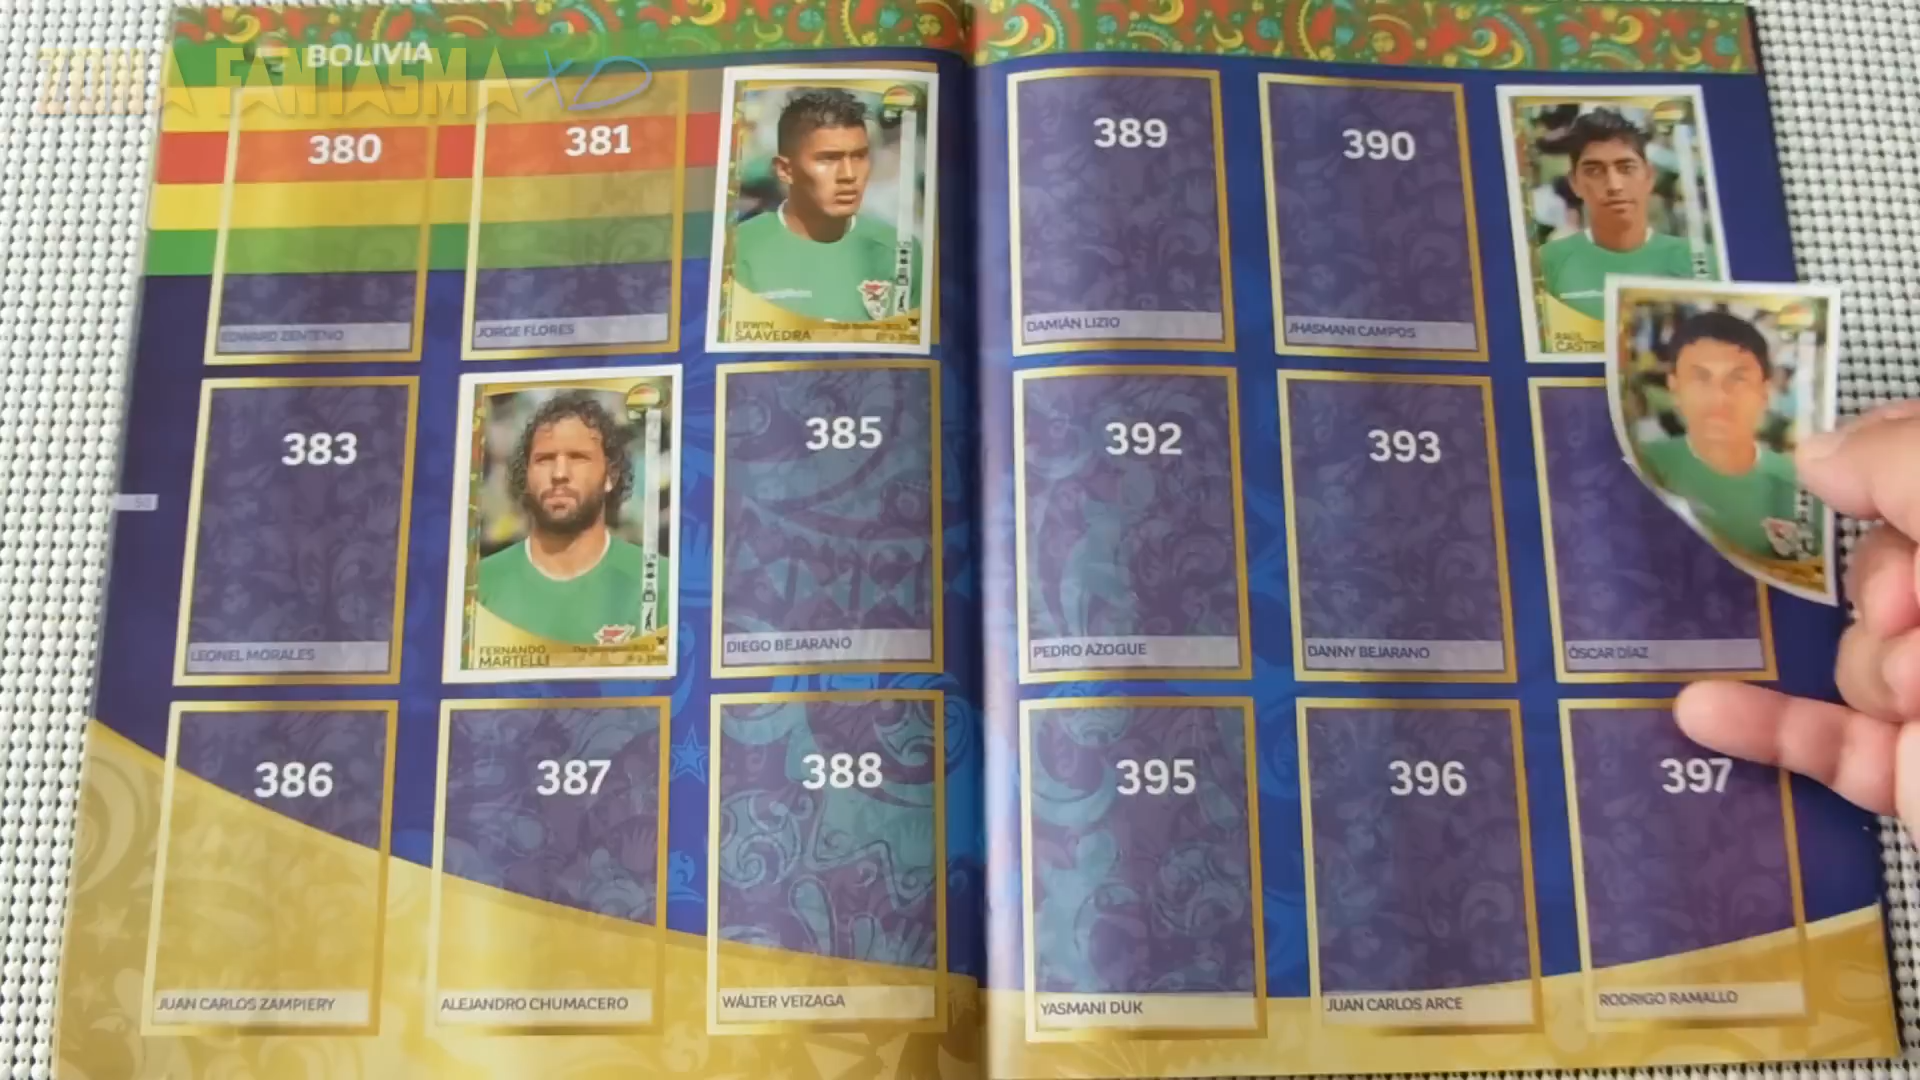 ZONA FANTASMA XD
BOLIVIA
380
EDWARD ZENTENO
381
JORGE FLORES
ERWIN
SAAVEDRA
383
LEONEL MORALES
FERNANDO
MARTELLI
385
DIEGO BEJARANO
386
JUAN CARLOS ZAMPIERY
387
ALEJANDRO CHUMACERO
388
WÁLTER VEIZAGA
50
389
DAMIÁN LIZIO
390
JHASMANI CAMPOS
RAÚL
392
PEDRO AZOGUE
393
DANNY BEJARANO
ÓSCAR DÍAZ
395
YASMANI DUK
396
JUAN CARLOS ARCE
397
RODRIGO RAMALLO